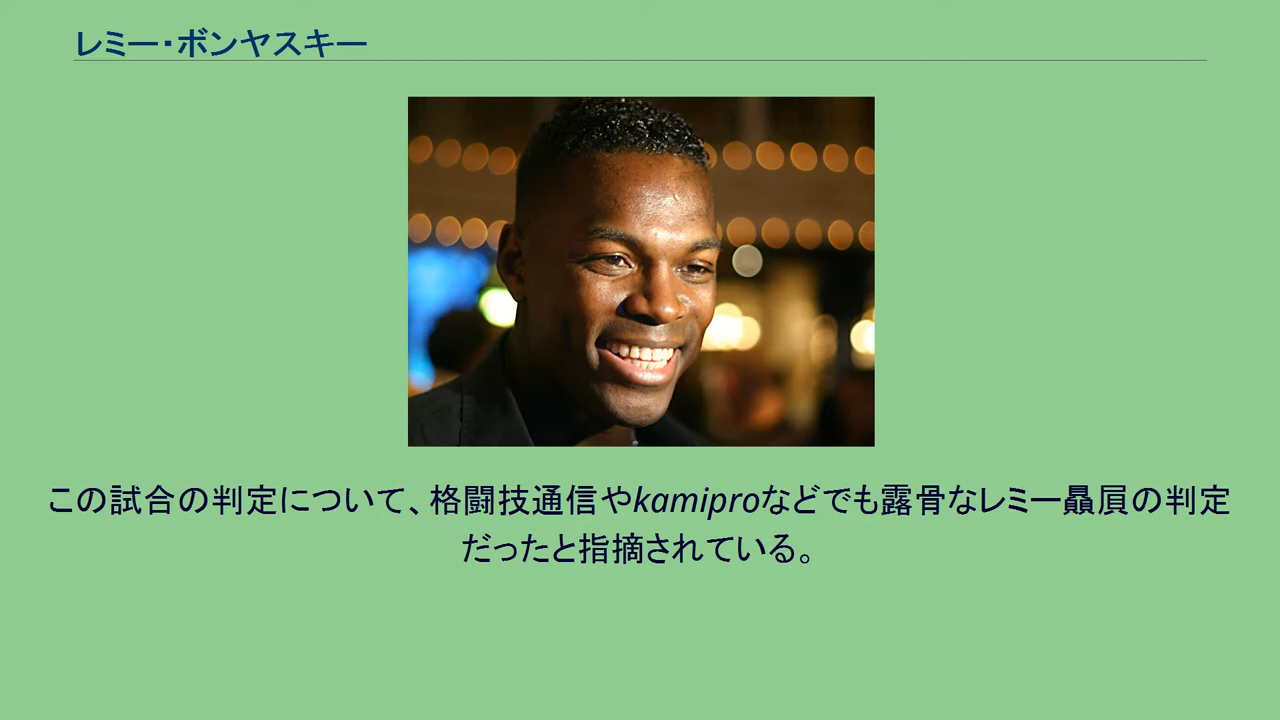 レミー・ボンヤスキー
この試合の判定について、格闘技通信やkamiproなどでも露骨なレミー贔屓の判定
だったと指摘されている。